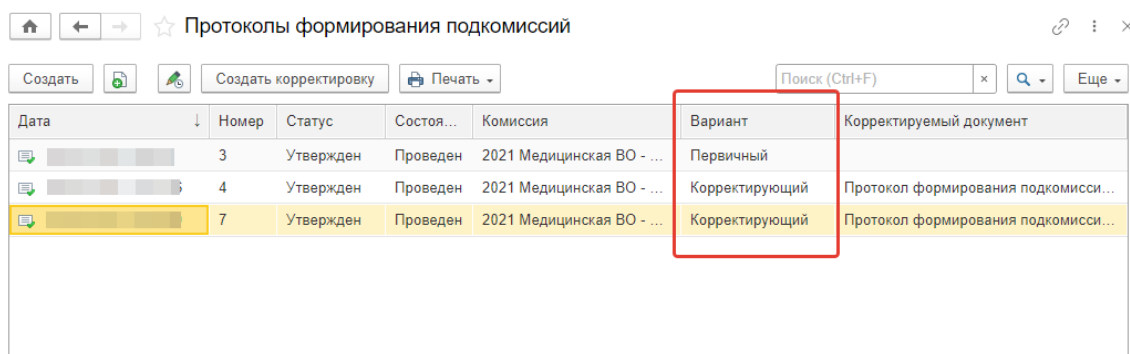 Протоколы формирования подкомиссий
Создать Создать корректировку Печать Поиск (Ctrl+F) × Еще
Дата ↓ Номер Статус Состоя... Комиссия Вариант Корректируемый документ
3 Утвержден Проведен 2021 Медицинская ВО - ... Первичный
4 Утвержден Проведен 2021 Медицинская ВО - ... Корректирующий Протокол формирования подкомисси...
7 Утвержден Проведен 2021 Медицинская ВО - ... Корректирующий Протокол формирования подкомисси...